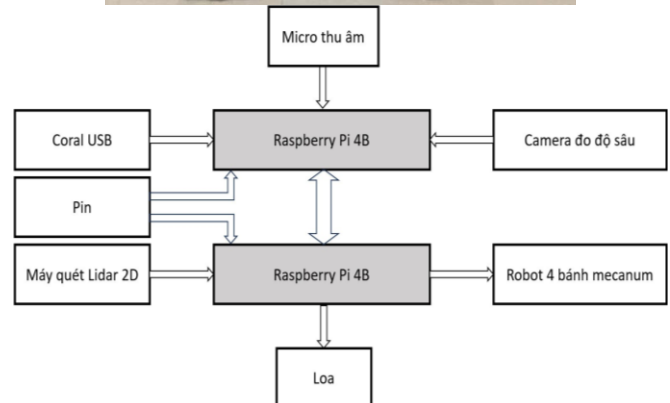 Micro thu âm
Coral USB
Raspberry Pi 4B
Camera đo độ sâu
Pin
Máy quét Lidar 2D
Raspberry Pi 4B
Robot 4 bánh mecanum
Loa